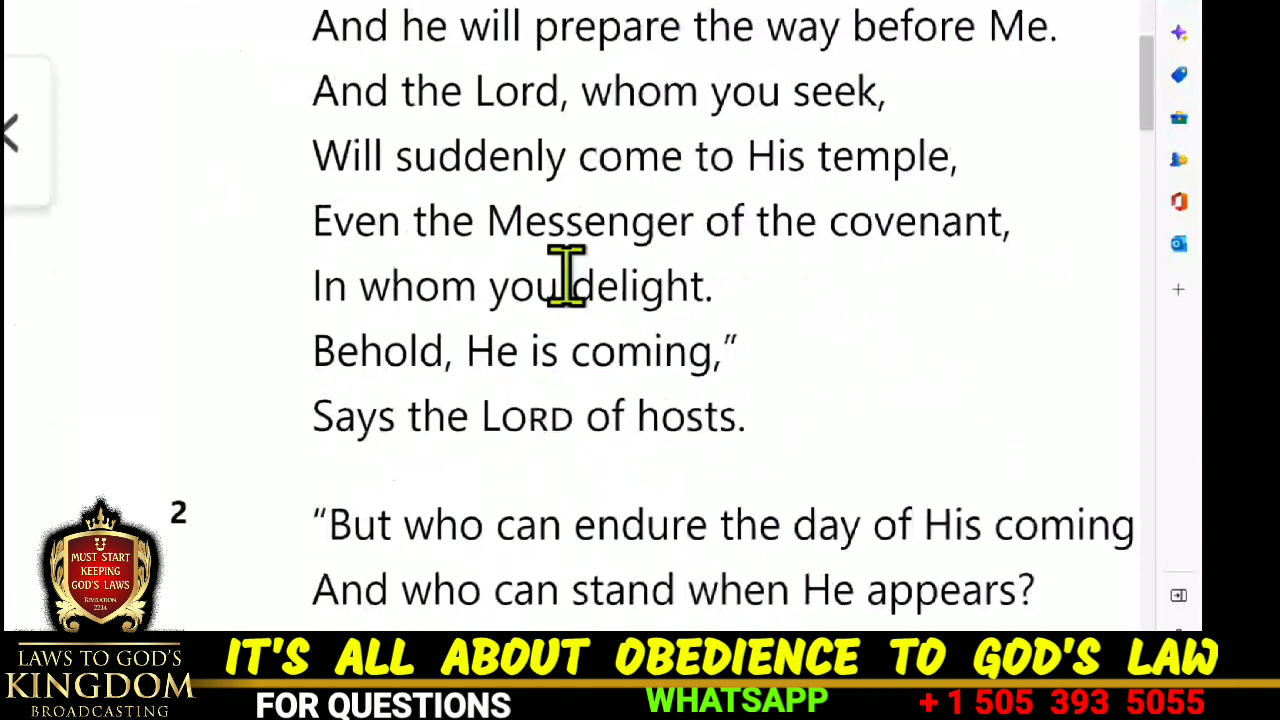 And he will prepare the way before Me.
And the Lord, whom you seek,
Will suddenly come to His temple,
Even the Messenger of the covenant,
In whom you delight.
Behold, He is coming,”
Says the LORD of hosts.
2 “But who can endure the day of His coming
And who can stand when He appears?
MUST START
KEEPING
GOD'S LAWS
REVELATION
22:14
LAWS TO GOD'S
KINGDOM
BROADCASTING
IT'S ALL ABOUT OBEDIENCE TO GOD'S LAW
FOR QUESTIONS WHATSAPP + 1 505 393 5055